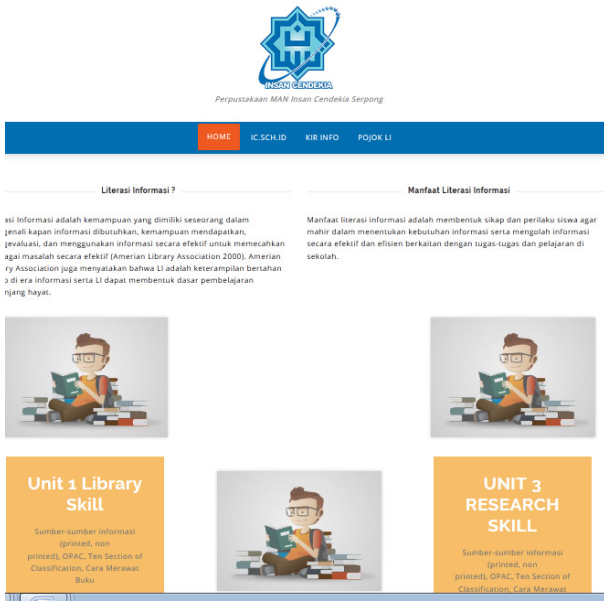 INSAN CENDEKIA
Perpustakaan MAN Insan Cendekia Serpong
HOME IC.SCH.ID KIR INFO POJOK LI
Literasi Informasi ?
asi Informasi adalah kemampuan yang dimiliki seseorang dalam
genali kapan informasi dibutuhkan, kemampuan mendapatkan,
gevaluasi, dan menggunakan informasi secara efektif untuk memecahkan
agai masalah secara efektif (Amerian Library Association 2000). Amerian
ry Association juga menyatakan bahwa LI adalah keterampilan bertahan
o di era informasi serta LI dapat membentuk dasar pembelajaran
njang hayat.
Manfaat Literasi Informasi
Manfaat literasi informasi adalah membentuk sikap dan perilaku siswa agar
mahir dalam menentukan kebutuhan informasi serta mengolah informasi
secara efektif dan efisien berkaitan dengan tugas-tugas dan pelajaran di
sekolah.
Unit 1 Library
Skill
Sumber-sumber informasi
(printed, non
printed), OPAC, Ten Section of
Classification, Cara Merawat
Buku
UNIT 3
RESEARCH
SKILL
Sumber-sumber informasi
(printed, non
printed), OPAC, Ten Section of
Classification, Cara Merawat